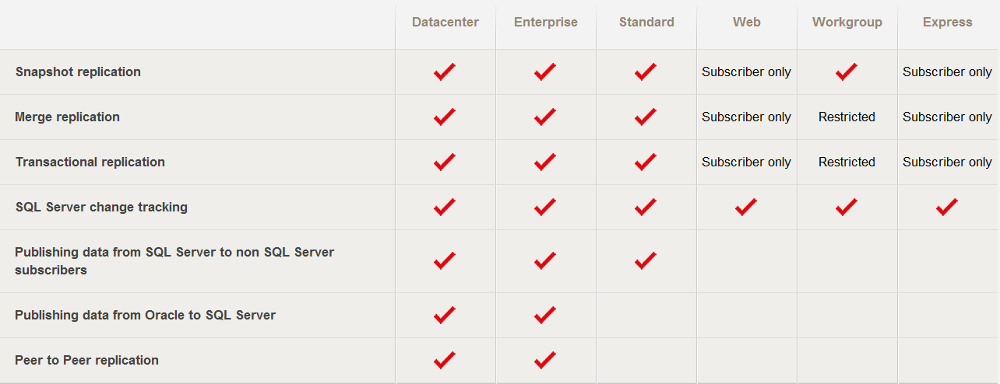 Datacenter Enterprise Standard Web Workgroup Express
Snapshot replication Subscriber only Subscriber only
Merge replication Subscriber only Restricted Subscriber only
Transactional replication Subscriber only Restricted Subscriber only
SQL Server change tracking
Publishing data from SQL Server to non SQL Server
subscribers
Publishing data from Oracle to SQL Server
Peer to Peer replication